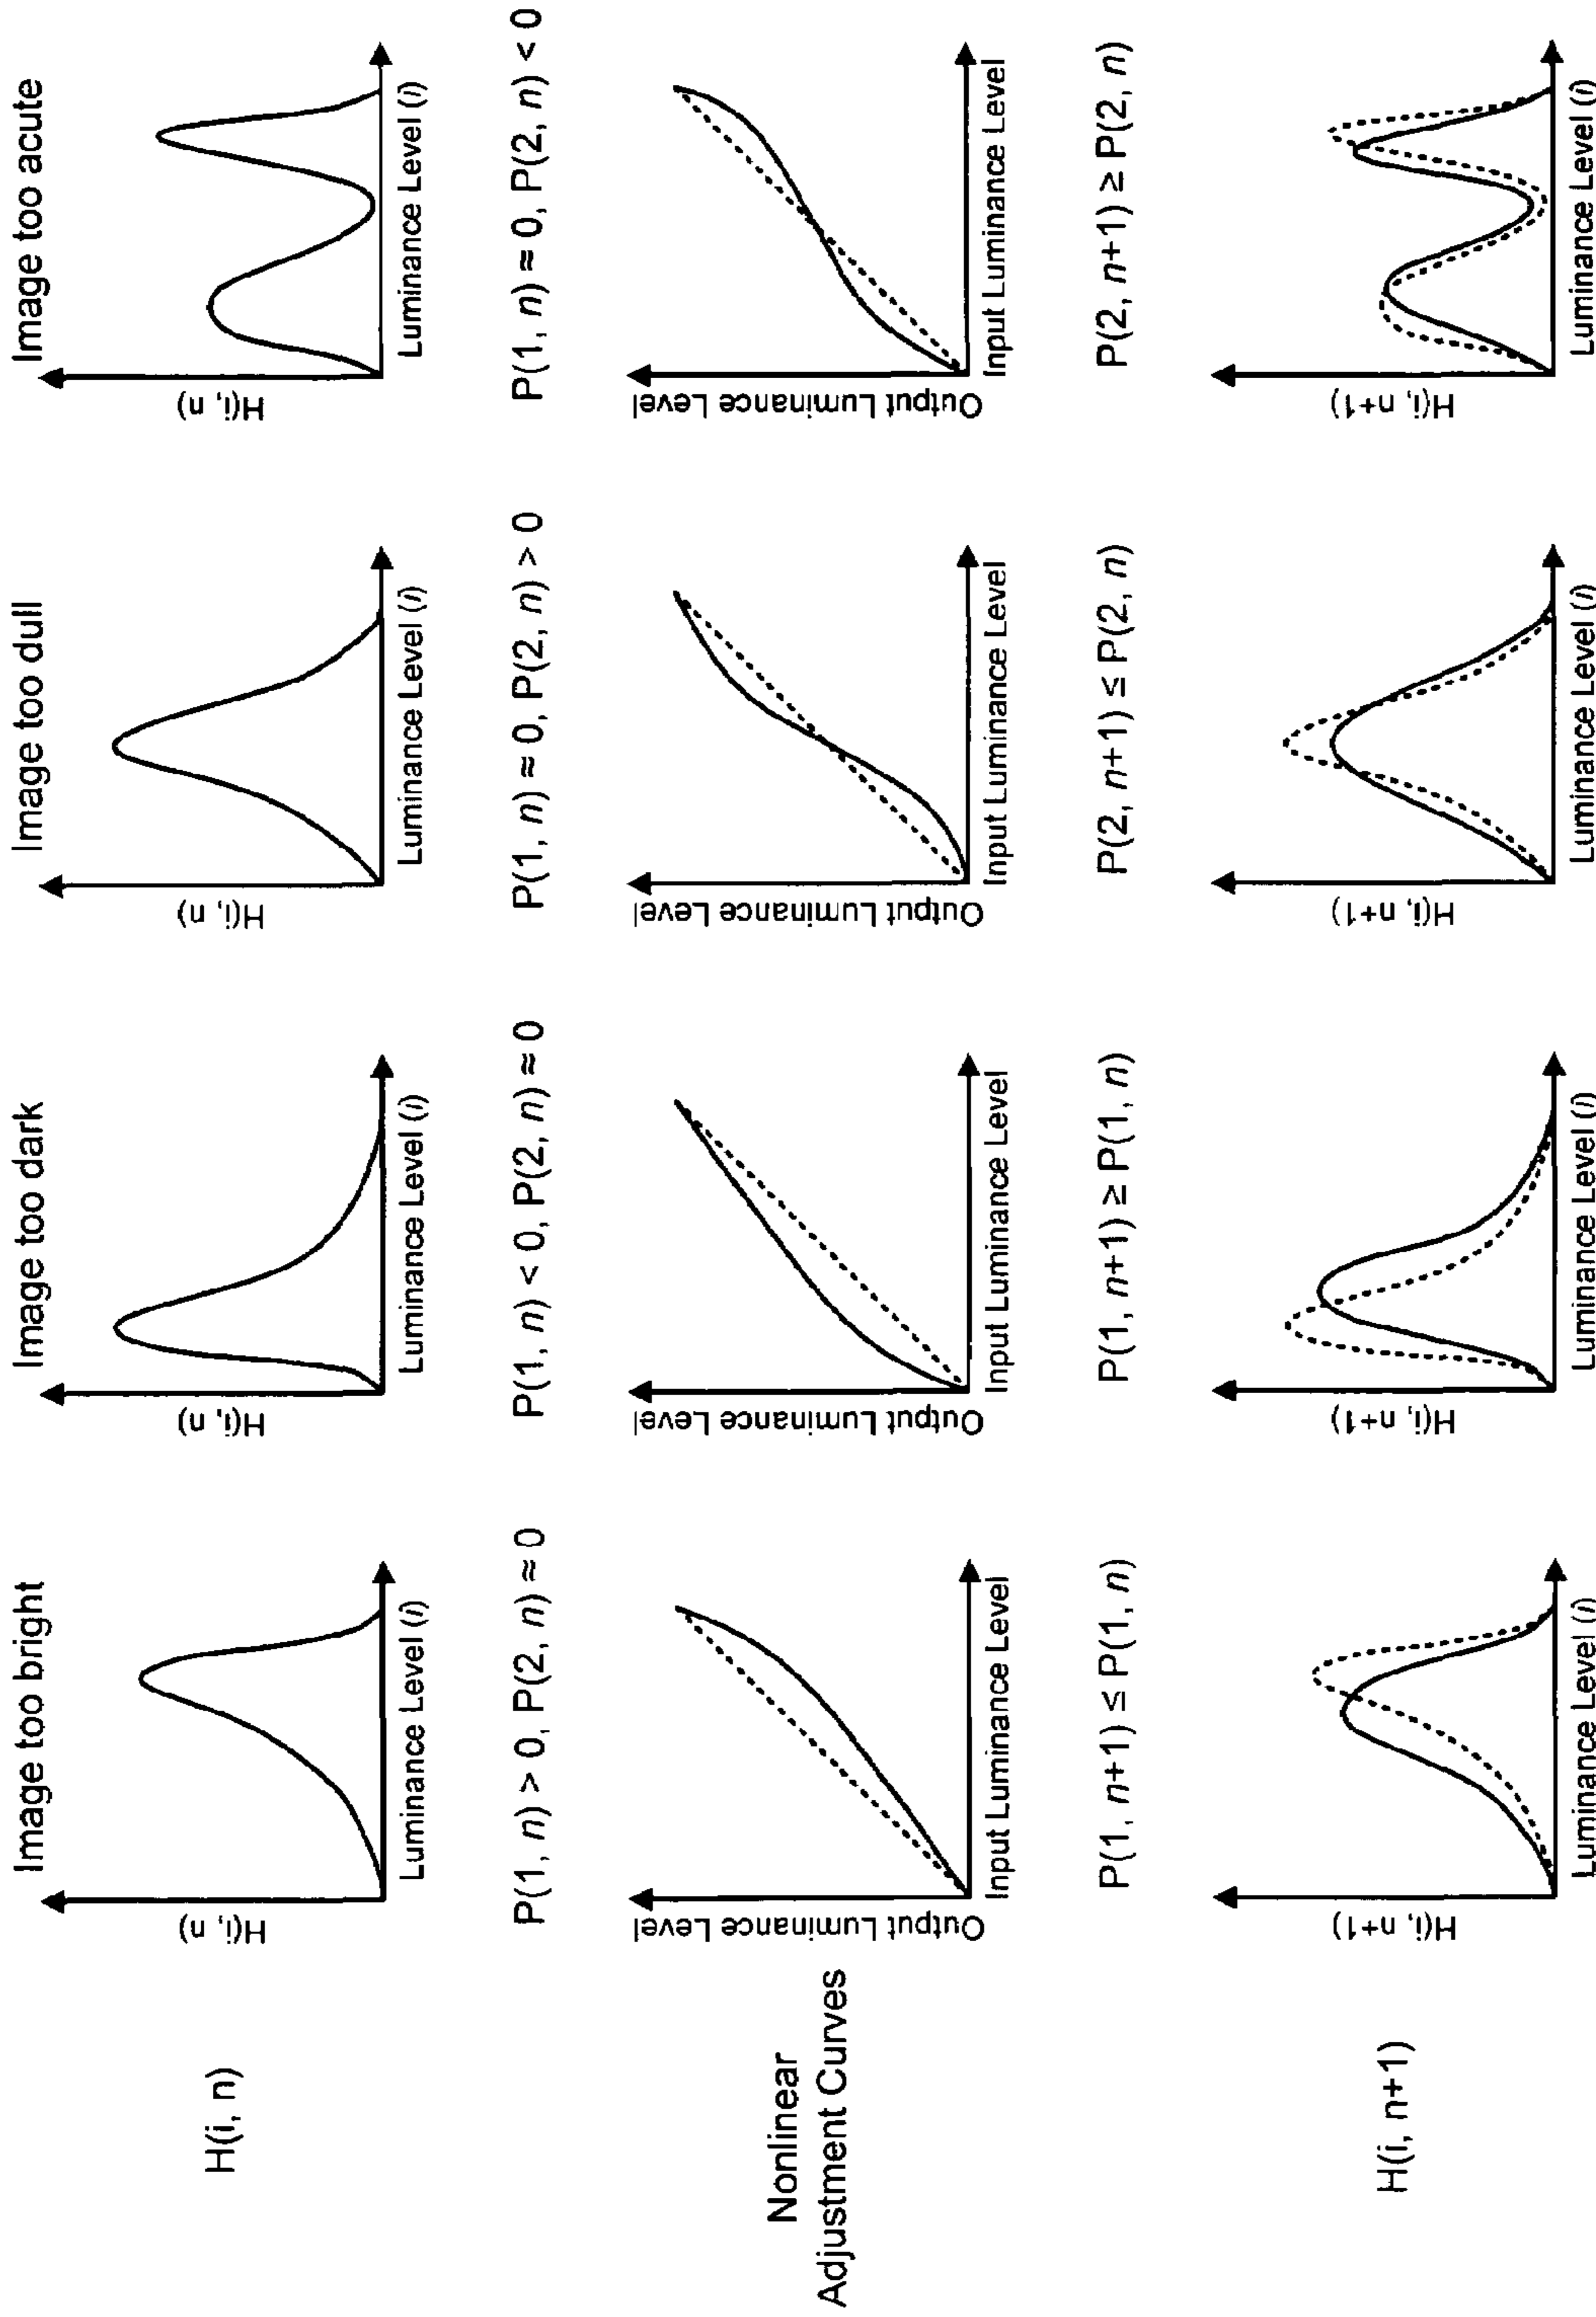 Image too bright
Image too dark
Image too dull
Image too acute
H(i, n)
H(i, n)
Luminance Level (i)
H(i, n)
Luminance Level (i)
H(i, n)
Luminance Level (i)
H(i, n)
Luminance Level (i)
P(1, n) > 0, P(2, n) ≈ 0
P(1, n) < 0, P(2, n) ≈ 0
P(1, n) ≈ 0, P(2, n) > 0
P(1, n) ≈ 0, P(2, n) < 0
Nonlinear
Adjustment Curves
Output Luminance Level
Input Luminance Level
Output Luminance Level
Input Luminance Level
Output Luminance Level
Input Luminance Level
Output Luminance Level
Input Luminance Level
P(1, n+1) ≤ P(1, n)
P(1, n+1) ≥ P(1, n)
P(2, n+1) ≤ P(2, n)
P(2, n+1) ≥ P(2, n)
H(i, n+1)
H(i, n+1)
Luminance Level (i)
H(i, n+1)
Luminance Level (i)
H(i, n+1)
Luminance Level (i)
H(i, n+1)
Luminance Level (i)